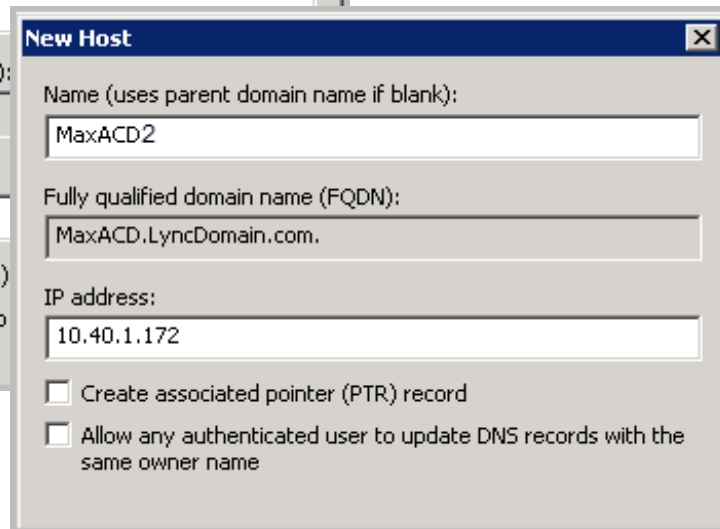 New Host
Name (uses parent domain name if blank):
MaxACD2
Fully qualified domain name (FQDN):
MaxACD.LyncDomain.com.
IP address:
10.40.1.172
Create associated pointer (PTR) record
Allow any authenticated user to update DNS records with the
same owner name